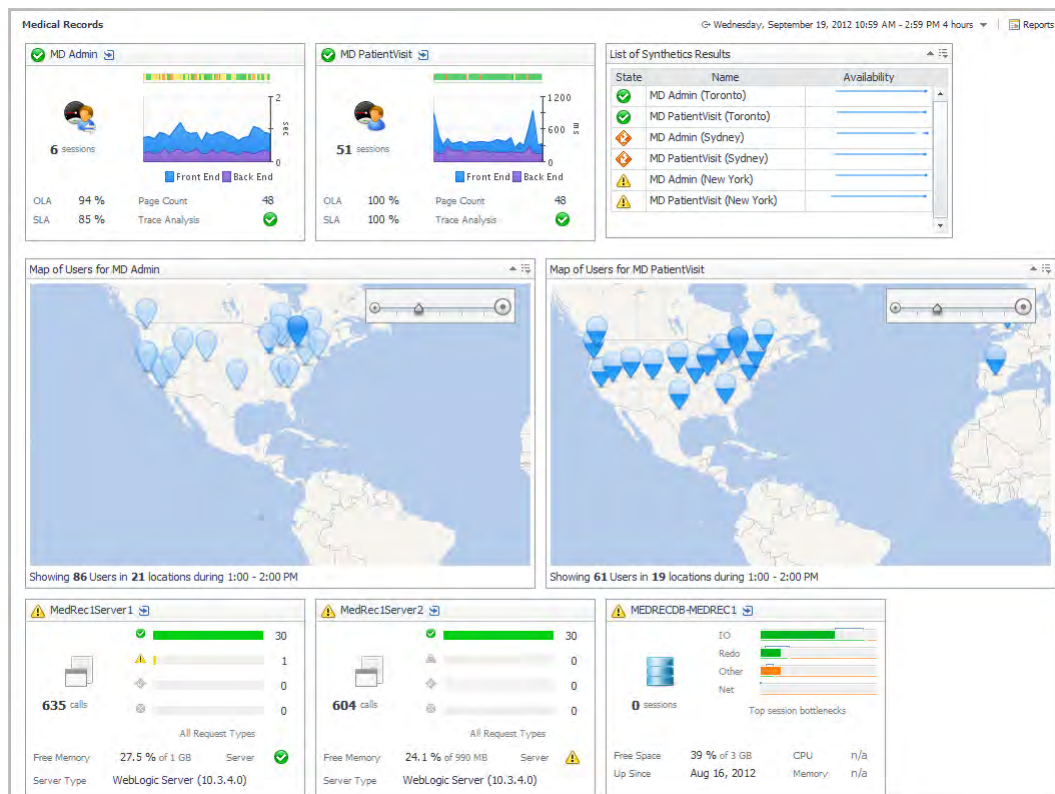 Medical Records
Wednesday, September 19, 2012 10:59 AM - 2:59 PM 4 hours
Reports
MD Admin
2
sec
0
6 sessions
Front End Back End
OLA 94 % Page Count 48
SLA 85 % Trace Analysis
MD PatientVisit
1200
600 ms
0
51 sessions
Front End Back End
OLA 100 % Page Count 48
SLA 100 % Trace Analysis
List of Synthetics Results
State Name Availability
MD Admin (Toronto)
MD PatientVisit (Toronto)
MD Admin (Sydney)
MD PatientVisit (Sydney)
MD Admin (New York)
MD PatientVisit (New York)
Map of Users for MD Admin
Showing 86 Users in 21 locations during 1:00 - 2:00 PM
Map of Users for MD PatientVisit
Showing 61 Users in 19 locations during 1:00 - 2:00 PM
MedRec1Server1
30
1
0
0
635 calls
All Request Types
Free Memory 27.5 % of 1 GB Server
Server Type WebLogic Server (10.3.4.0)
MedRec1Server2
30
0
0
0
604 calls
All Request Types
Free Memory 24.1 % of 990 MB Server
Server Type WebLogic Server (10.3.4.0)
MEDRECDB-MEDREC1
IO
Redo
Other
Net
0 sessions
Top session bottlenecks
Free Space 39 % of 3 GB CPU n/a
Up Since Aug 16, 2012 Memory n/a